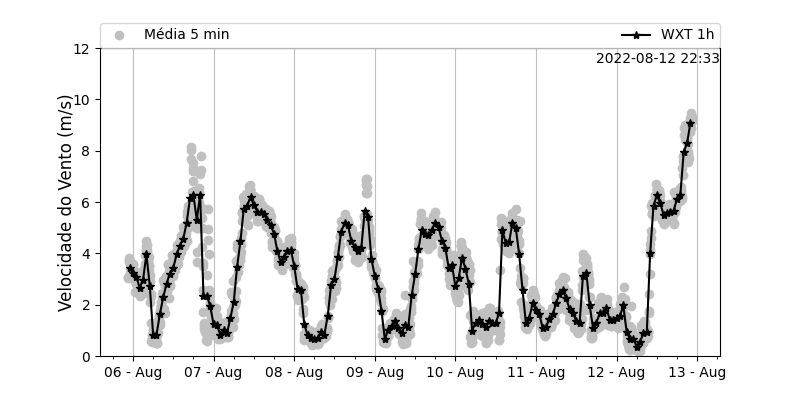 Média 5 min
WXT 1h
2022-08-12 22:33
Velocidade do Vento (m/s)
12
10
8
6
4
2
0
06 - Aug 07 - Aug 08 - Aug 09 - Aug 10 - Aug 11 - Aug 12 - Aug 13 - Aug